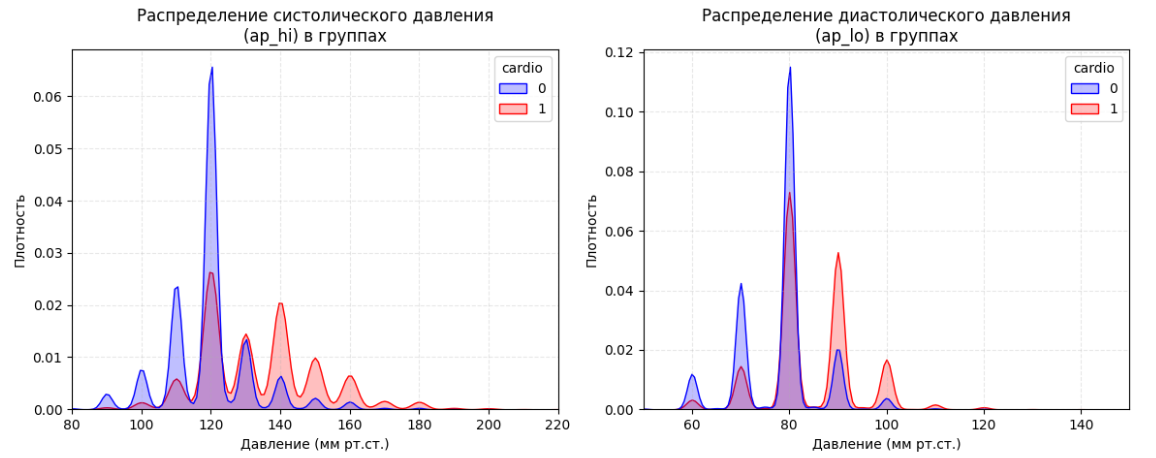 Распределение систолического давления
(ap_hi) в группах
cardio
0
1
0.06
0.05
0.04
0.03
0.02
0.01
0.00
Плотность
80 100 120 140 160 180 200 220
Давление (мм рт.ст.)
Распределение диастолического давления
(ap_lo) в группах
cardio
0
1
0.12
0.10
0.08
0.06
0.04
0.02
0.00
Плотность
60 80 100 120 140
Давление (мм рт.ст.)